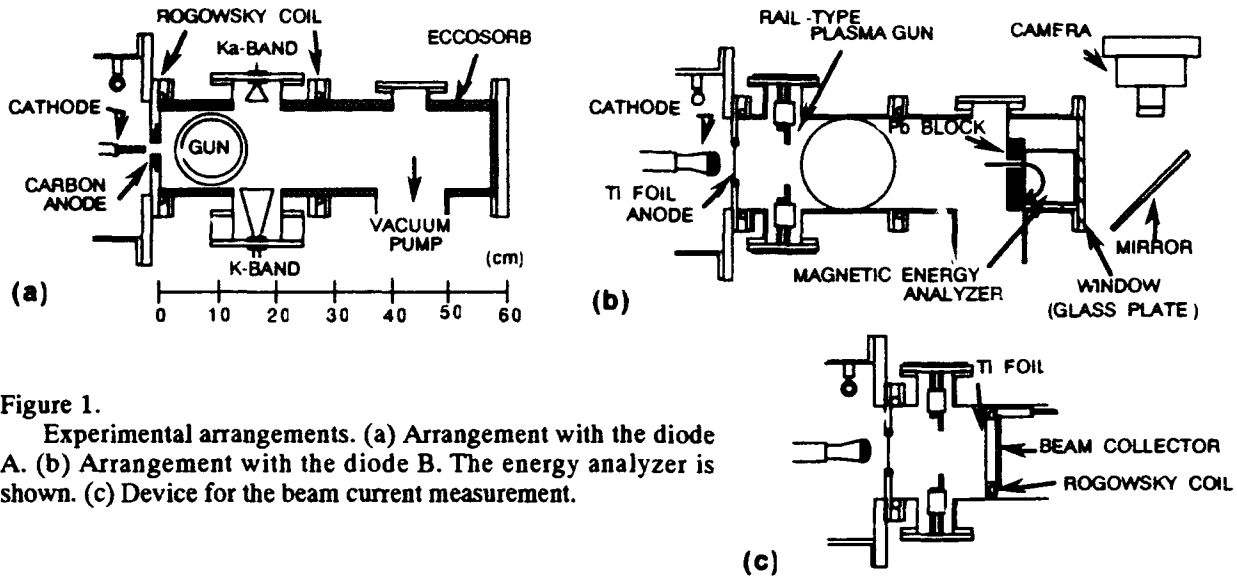 ROGOWSKY COIL
Ka-BAND
ECCOSORB
CATHODE
GUN
CARBON
ANODE
VACUUM
PUMP
K-BAND
(cm)
(a)
0 10 20 30 40 50 60
RAIL-TYPE
PLASMA GUN
CAMERA
CATHODE
Pb BLOCK
Ti FOIL
ANODE
MIRROR
MAGNETIC ENERGY
ANALYZER
WINDOW
(GLASS PLATE)
(b)
Ti FOIL
BEAM COLLECTOR
ROGOWSKY COIL
(c)
Figure 1.
Experimental arrangements. (a) Arrangement with the diode
A. (b) Arrangement with the diode B. The energy analyzer is
shown. (c) Device for the beam current measurement.